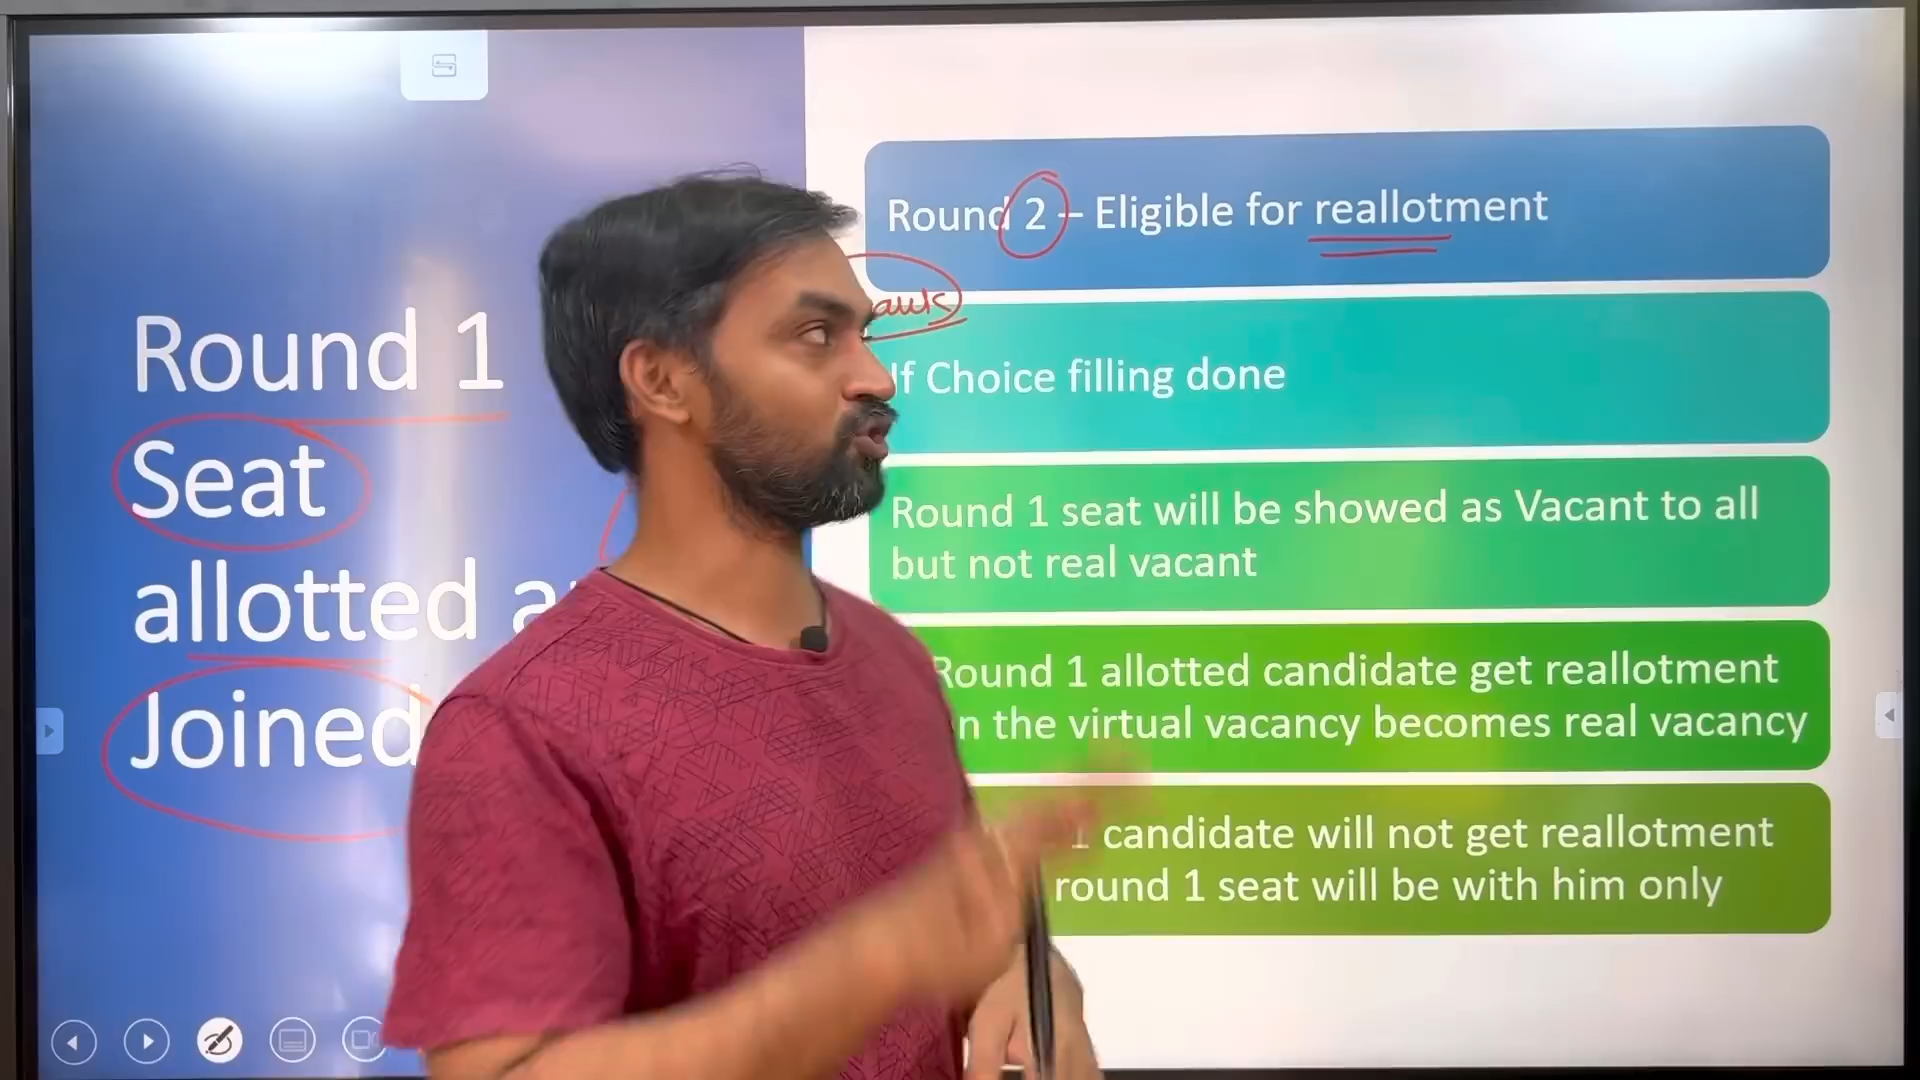 Round 1
Seat
allotted
Joined
Round 2 – Eligible for reallotment
If Choice filling done
Round 1 seat will be showed as Vacant to all
but not real vacant
Round 1 allotted candidate get reallotment
the virtual vacancy becomes real vacancy
1 candidate will not get reallotment
round 1 seat will be with him only